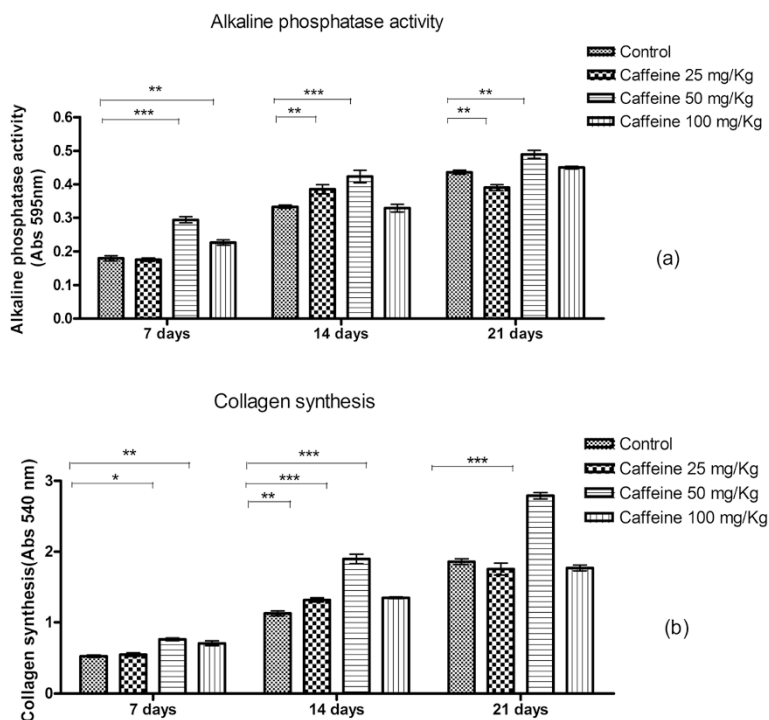 Alkaline phosphatase activity
Control
Caffeine 25 mg/Kg
Caffeine 50 mg/Kg
Caffeine 100 mg/Kg
** *** **
*** ** **
0.6
0.5
0.4
0.3
0.2
0.1
0.0
Alkaline phosphatase activity
(Abs 595nm)
7 days 14 days 21 days
(a)
Collagen synthesis
Control
Caffeine 25 mg/Kg
Caffeine 50 mg/Kg
Caffeine 100 mg/Kg
** *** ***
* ***
**
3
2
1
0
Collagen synthesis(Abs 540 nm)
7 days 14 days 21 days
(b)